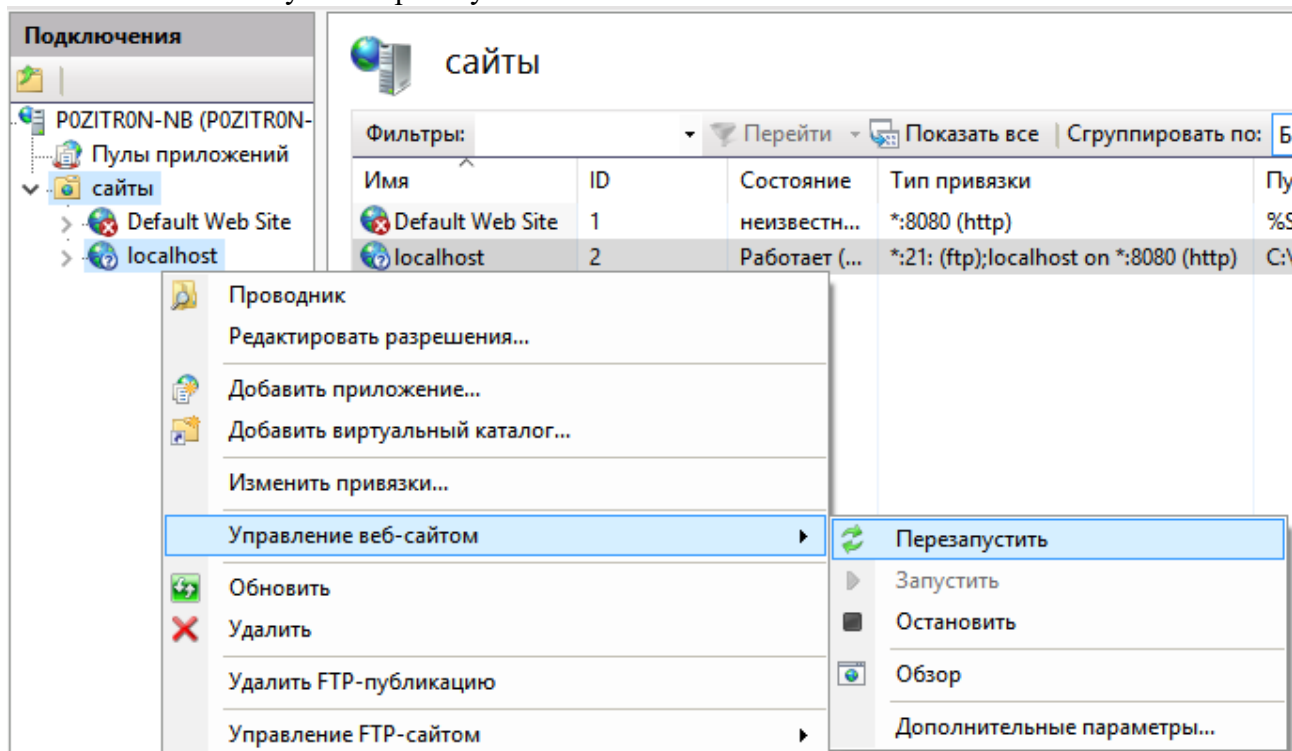 Подключения
P0ZITR0N-NB (P0ZITR0N-
Пулы приложений
сайты
Default Web Site
localhost
сайты
Фильтры: Перейти Показать все Сгруппировать по: Б
Имя ID Состояние Тип привязки Пу
Default Web Site 1 неизвестн... *:8080 (http) %S
localhost 2 Работает (... *:21: (ftp);localhost on *:8080 (http) C:\
Проводник
Редактировать разрешения...
Добавить приложение...
Добавить виртуальный каталог...
Изменить привязки...
Управление веб-сайтом
Обновить
Удалить
Удалить FTP-публикацию
Управление FTP-сайтом
Перезапустить
Запустить
Остановить
Обзор
Дополнительные параметры...